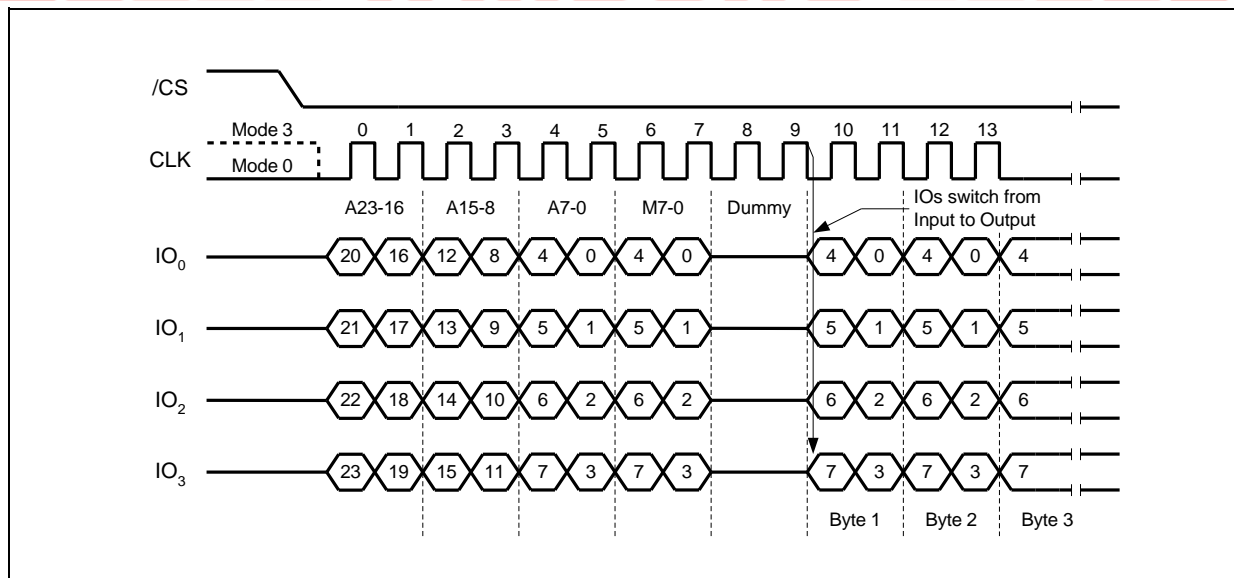 /CS
Mode 3 0 1 2 3 4 5 6 7 8 9 10 11 12 13
CLK
Mode 0
A23-16 A15-8 A7-0 M7-0 Dummy
IOs switch from
Input to Output
IO0 20 16 12 8 4 0 4 0 4 0 4 0 4
IO1 21 17 13 9 5 1 5 1 5 1 5 1 5
IO2 22 18 14 10 6 2 6 2 6 2 6 2 6
IO3 23 19 15 11 7 3 7 3 7 3 7 3 7
Byte 1 Byte 2 Byte 3